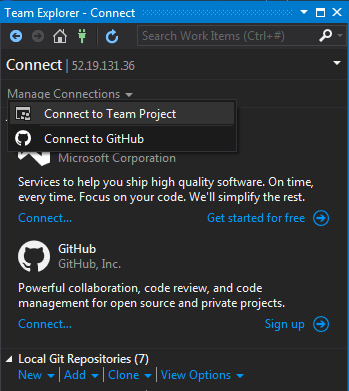 Team Explorer - Connect
Search Work Items (Ctrl+#)
Connect | 52.19.131.36
Manage Connections
Connect to Team Project
Connect to GitHub
Microsoft Corporation
Services to help you ship high quality software. On time,
every time. Focus on your code. We'll simplify the rest.
Connect... Get started for free
GitHub
GitHub, Inc.
Powerful collaboration, code review, and code
management for open source and private projects.
Connect... Sign up
Local Git Repositories (7)
New | Add | Clone | View Options